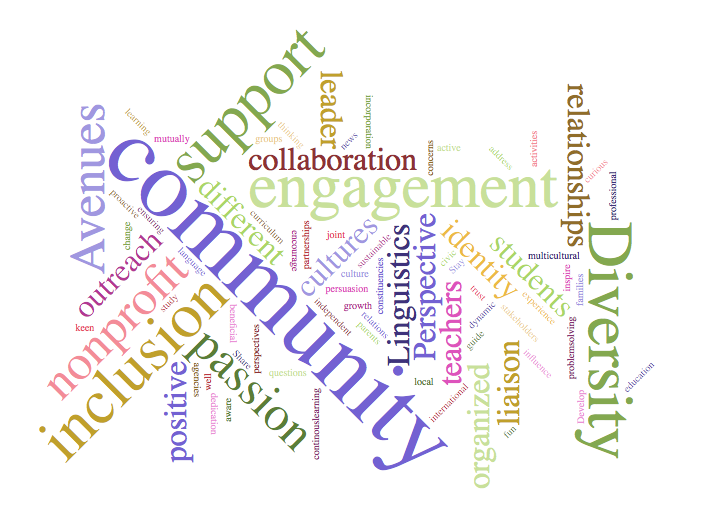 support
leader
incorporation
learning
mutually
groups
thinking
news
relationships
Avenues
community
collaboration
concerns
active
address
activities
curious
professional
engagement
different
proactive
ensuring
curriculum
change
outreach
language
encourage
partnerships
joint
cultures
sustainable
culture
persuasion
constituencies
•Linguistics
Perspective
identity
civic
Stay
students
multicultural
inspire
families
Diversity
nonprofit
study
keen
inclusion
beneficial
perspectives
independent
growth
relations
parents
teachers
trust
dynamic
guide
experience
stakeholders
problemsolving
influence
passion
Share
questions
local
international
organized
liaison
fun
Develop
education
positive
agencies
well
dedication
aware
continouslearning